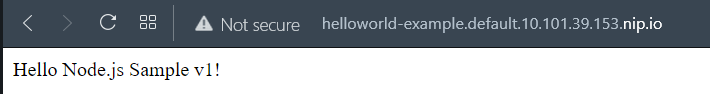 Not secure helloworld-example.default.10.101.39.153.nip.io
Hello Node.js Sample v1!